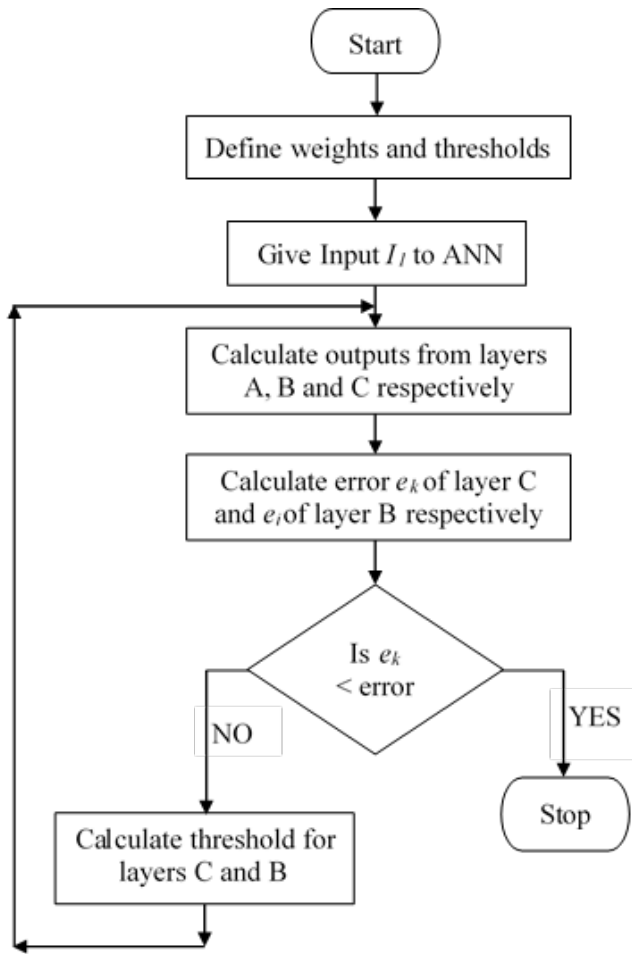 Start
Define weights and thresholds
Give Input I₁ to ANN
Calculate outputs from layers
A, B and C respectively
Calculate error eₖ of layer C
and eᵢ of layer B respectively
Is eₖ
< error
NO
YES
Calculate threshold for
layers C and B
Stop